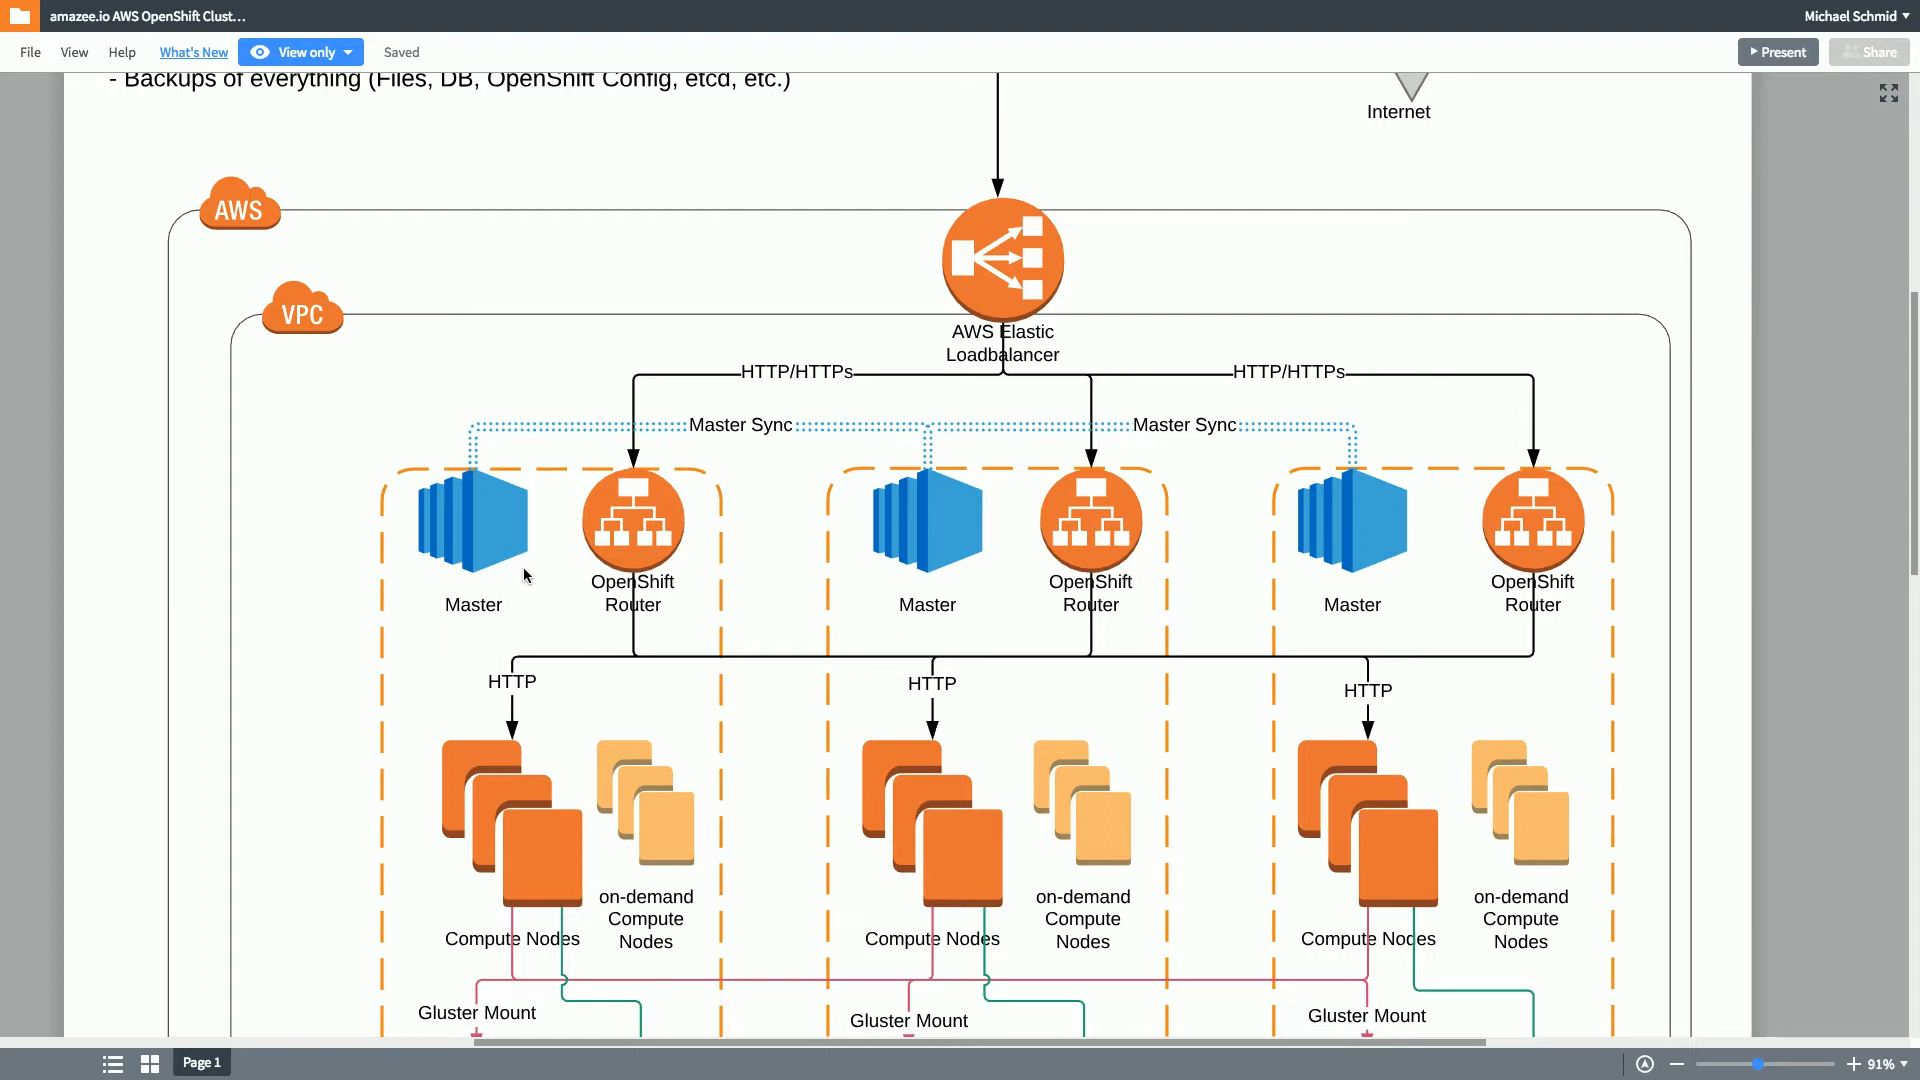 amazee.io AWS OpenShift Clust...
Michael Schmid
File
View
Help
What's New
View only
Saved
Present
Share
- Backups of everything (Files, DB, OpenShift Config, etcd, etc.)
Internet
AWS
VPC
AWS Elastic
Loadbalancer
HTTP/HTTPs
HTTP/HTTPs
Master Sync
Master Sync
Master
OpenShift
Router
Master
OpenShift
Router
Master
OpenShift
Router
HTTP
HTTP
HTTP
Compute Nodes
on-demand
Compute
Nodes
Compute Nodes
on-demand
Compute
Nodes
Compute Nodes
on-demand
Compute
Nodes
Gluster Mount
Gluster Mount
Gluster Mount
Page 1
91%